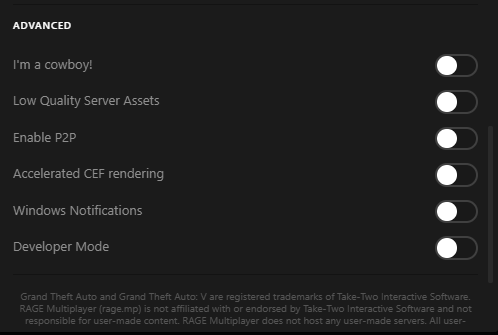 ADVANCED
I'm a cowboy!
Low Quality Server Assets
Enable P2P
Accelerated CEF rendering
Windows Notifications
Developer Mode
Grand Theft Auto and Grand Theft Auto: V are registered trademarks of Take-Two Interactive Software.
RAGE Multiplayer (rage.mp) is not affiliated with or endorsed by Take-Two Interactive Software and not
responsible for user-made content. RAGE Multiplayer does not host any user-made servers. All user-